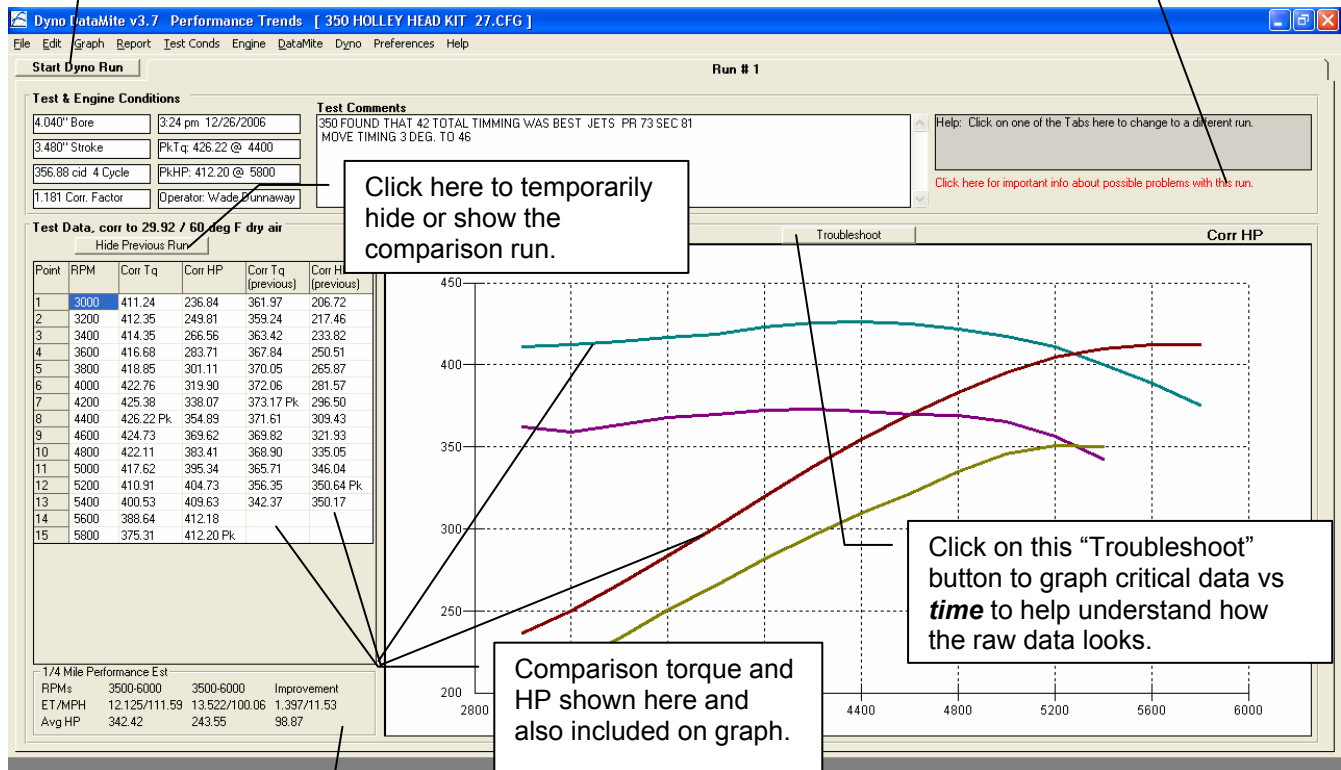 Dyno DataMite v3.7 Performance Trends [ 350 HOLLEY HEAD KIT 27.CFG ]
File Edit Graph Report Test Conds Engine DataMite Dyno Preferences Help
Start Dyno Run
Run # 1
Test & Engine Conditions
4.040" Bore
3:24 pm 12/26/2006
3.480" Stroke
PkTq: 426.22 @ 4400
356.88 cid 4 Cycle
PkHP: 412.20 @ 5800
1.181 Corr. Factor
Operator: Wade Dunnaway
Test Comments
350 FOUND THAT 42 TOTAL TIMMING WAS BEST JETS PR 73 SEC 81
MOVE TIMING 3 DEG. TO 46
Help: Click on one of the Tabs here to change to a different run.
Click here for important info about possible problems with this run.
Click here to temporarily
hide or show the
comparison run.
Test Data, corr to 29.92 / 60 deg F dry air
Hide Previous Run
Troubleshoot
Corr HP
Point RPM Corr Tq Corr HP Corr Tq (previous) Corr H (previous)
1 3000 411.24 236.84 361.97 206.72
2 3200 412.35 249.81 359.24 217.46
3 3400 414.35 266.56 363.42 233.82
4 3600 416.68 283.71 367.84 250.51
5 3800 418.85 301.11 370.05 265.87
6 4000 422.76 319.90 372.06 281.57
7 4200 425.38 338.07 373.17 Pk 296.50
8 4400 426.22 Pk 354.89 371.61 309.43
9 4600 424.73 369.62 369.82 321.93
10 4800 422.11 383.41 368.90 335.05
11 5000 417.62 395.34 365.71 346.04
12 5200 410.91 404.73 356.35 350.64 Pk
13 5400 400.53 409.63 342.37 350.17
14 5600 388.64 412.18
15 5800 375.31 412.20 Pk
450
400
350
300
250
200
2800 4400 4800 5200 5600 6000
Click on this “Troubleshoot”
button to graph critical data vs
time to help understand how
the raw data looks.
Comparison torque and
HP shown here and
also included on graph.
1/4 Mile Performance Est
RPMs 3500-6000 3500-6000 Improvement
ET/MPH 12.125/111.59 13.522/100.06 1.397/11.53
Avg HP 342.42 243.55 98.87